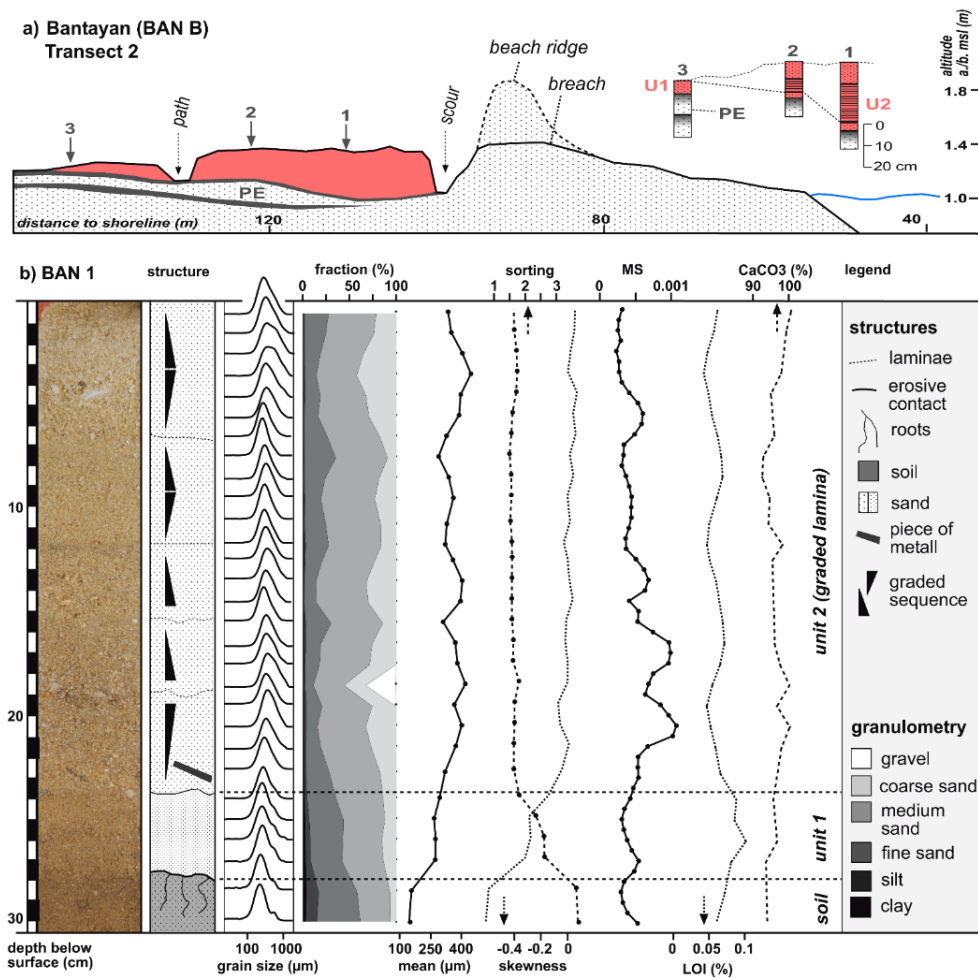 a) Bantayan (BAN B)
Transect 2
beach ridge
breach
scour
path
3
2
1
PE
distance to shoreline (m)
120
80
40
3
2
1
U1
PE
U2
0
10
20 cm
altitude
a./b. msl (m)
1.8
1.4
1.0
b) BAN 1
structure
fraction (%)
0 50 100
sorting
1 2 3
MS
0 0.001
CaCO3 (%)
90 100
legend
10
20
30
depth below
surface (cm)
100 1000
grain size (µm)
100 250 400
mean (µm)
-0.4 -0.2 0
skewness
0 0.05 0.1
LOI (%)
unit 2 (graded lamina)
unit 1
soil
structures
laminae
erosive
contact
roots
soil
sand
piece of
metall
graded
sequence
granulometry
gravel
coarse sand
medium
sand
fine sand
silt
clay